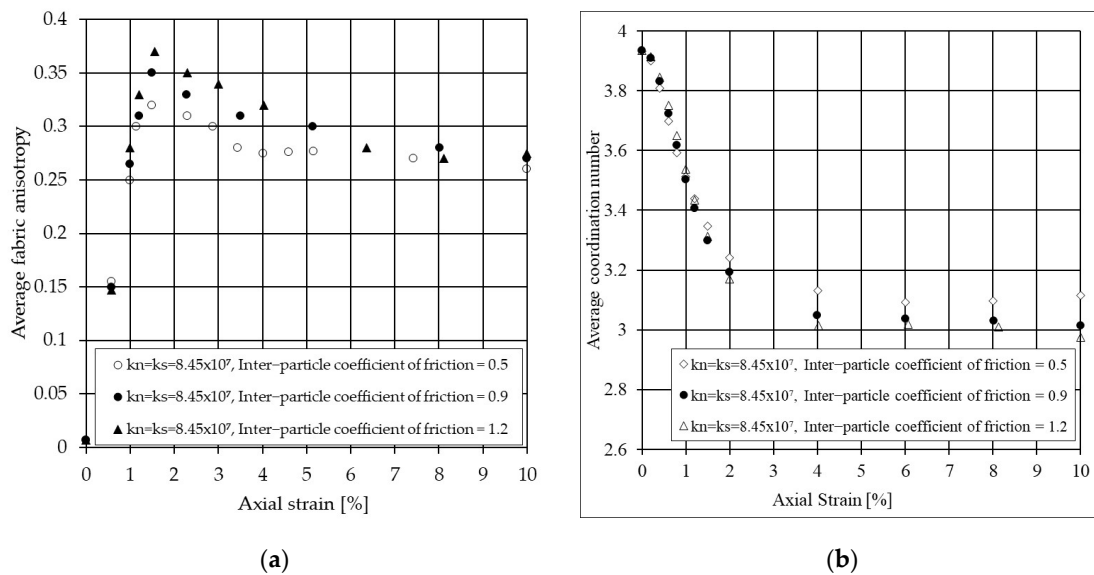 0.4
0.35
0.3
0.25
0.2
0.15
0.1
0.05
0
Average fabric anisotropy
kn=ks=8.45x10⁷, Inter−particle coefficient of friction = 0.5
kn=ks=8.45x10⁷, Inter−particle coefficient of friction = 0.9
kn=ks=8.45x10⁷, Inter−particle coefficient of friction = 1.2
0 1 2 3 4 5 6 7 8 9 10
Axial strain [%]
(a)
4
3.8
3.6
3.4
3.2
3
2.8
2.6
Average coordination number
kn=ks=8.45x10⁷, Inter−particle coefficient of friction = 0.5
kn=ks=8.45x10⁷, Inter−particle coefficient of friction = 0.9
kn=ks=8.45x10⁷, Inter−particle coefficient of friction = 1.2
0 1 2 3 4 5 6 7 8 9 10
Axial Strain [%]
(b)